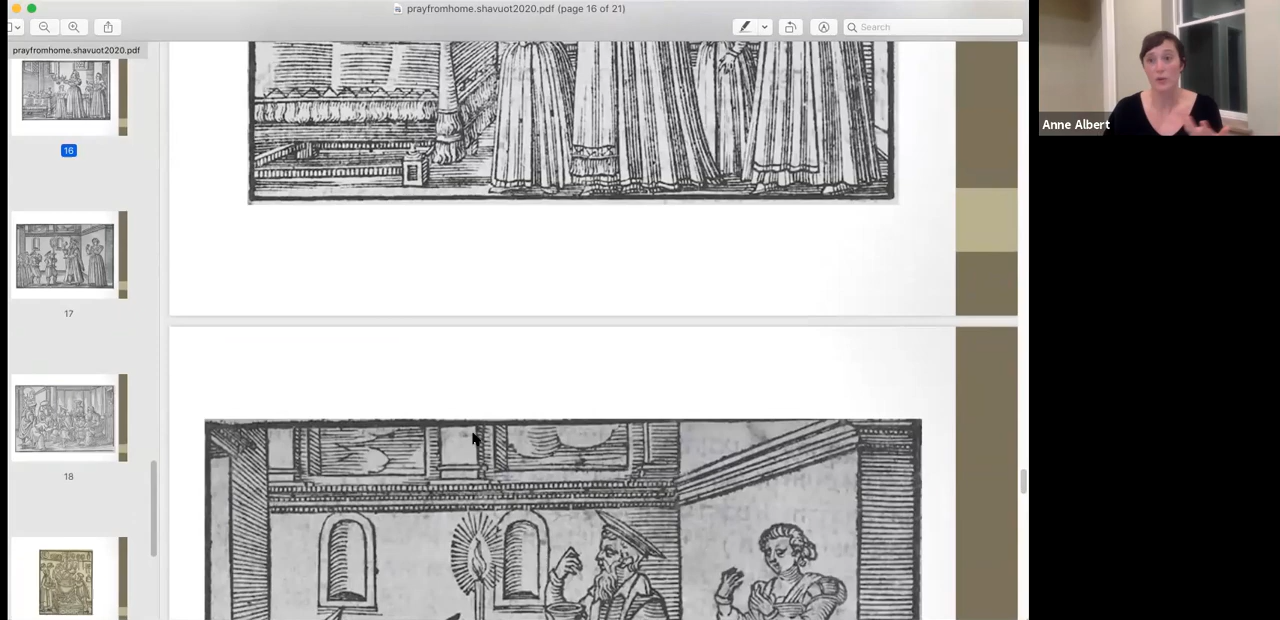 prayfromhome.shavuot2020.pdf (page 16 of 21)
Search
prayfromhome.shavuot2020.pdf
16
17
18
Anne Albert